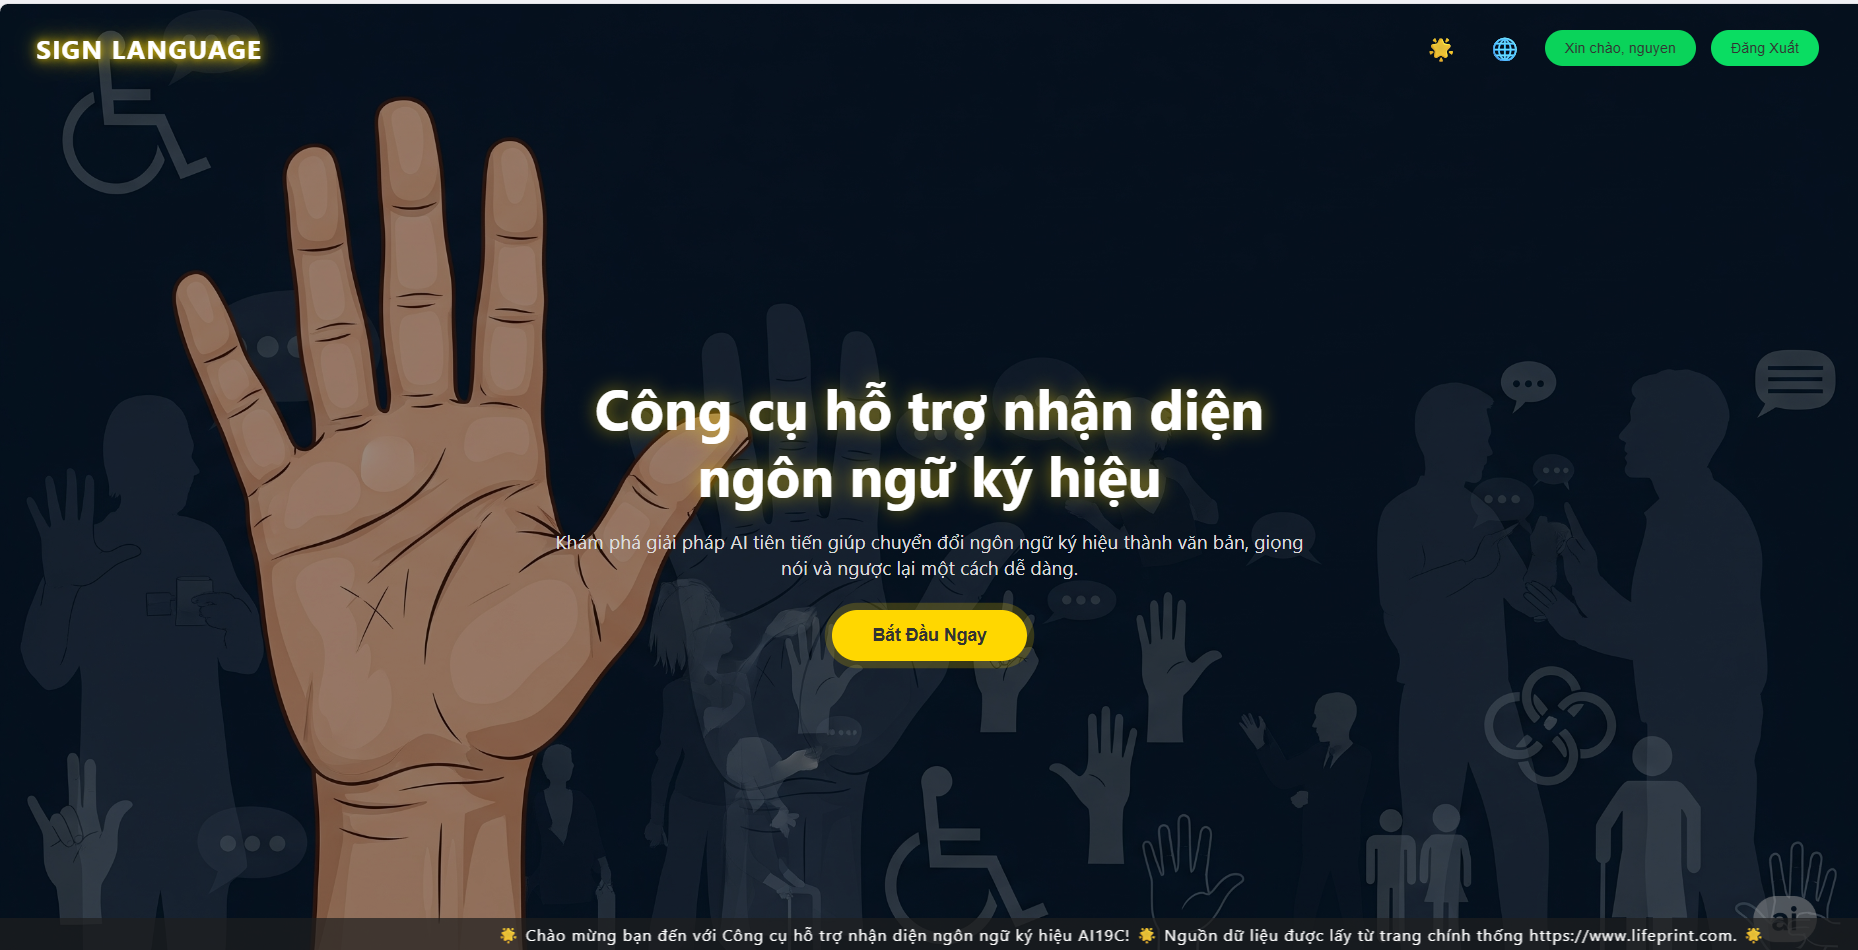 SIGN LANGUAGE
Xin chào, nguyen
Đăng Xuất
Công cụ hỗ trợ nhận diện
ngôn ngữ ký hiệu
Khám phá giải pháp AI tiên tiến giúp chuyển đổi ngôn ngữ ký hiệu thành văn bản, giọng
nói và ngược lại một cách dễ dàng.
Bắt Đầu Ngay
ai
Chào mừng bạn đến với Công cụ hỗ trợ nhận diện ngôn ngữ ký hiệu AI19C! Nguồn dữ liệu được lấy từ trang chính thống https://www.lifeprint.com.